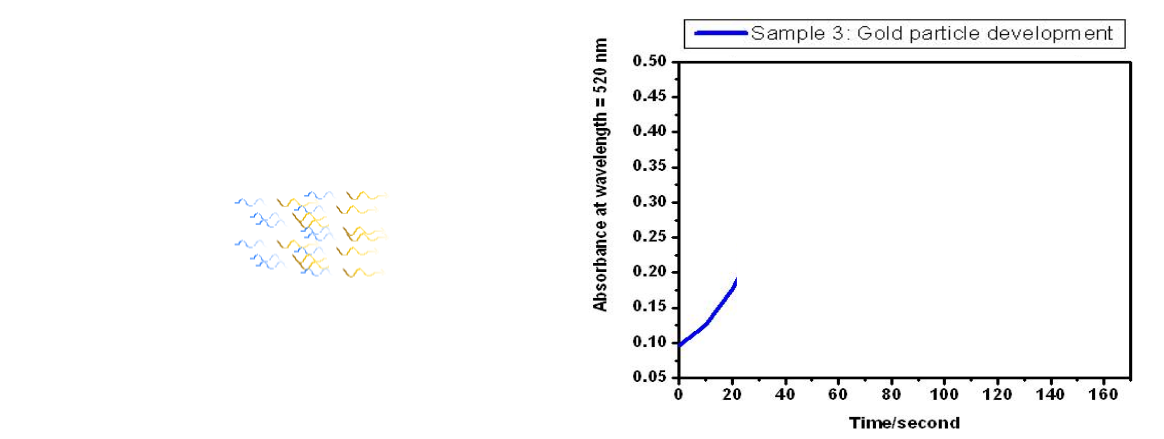 Sample 3: Gold particle development
Absorbance at wavelength = 520 nm
0.50
0.45
0.40
0.35
0.30
0.25
0.20
0.15
0.10
0.05
0 20 40 60 80 100 120 140 160
Time/second